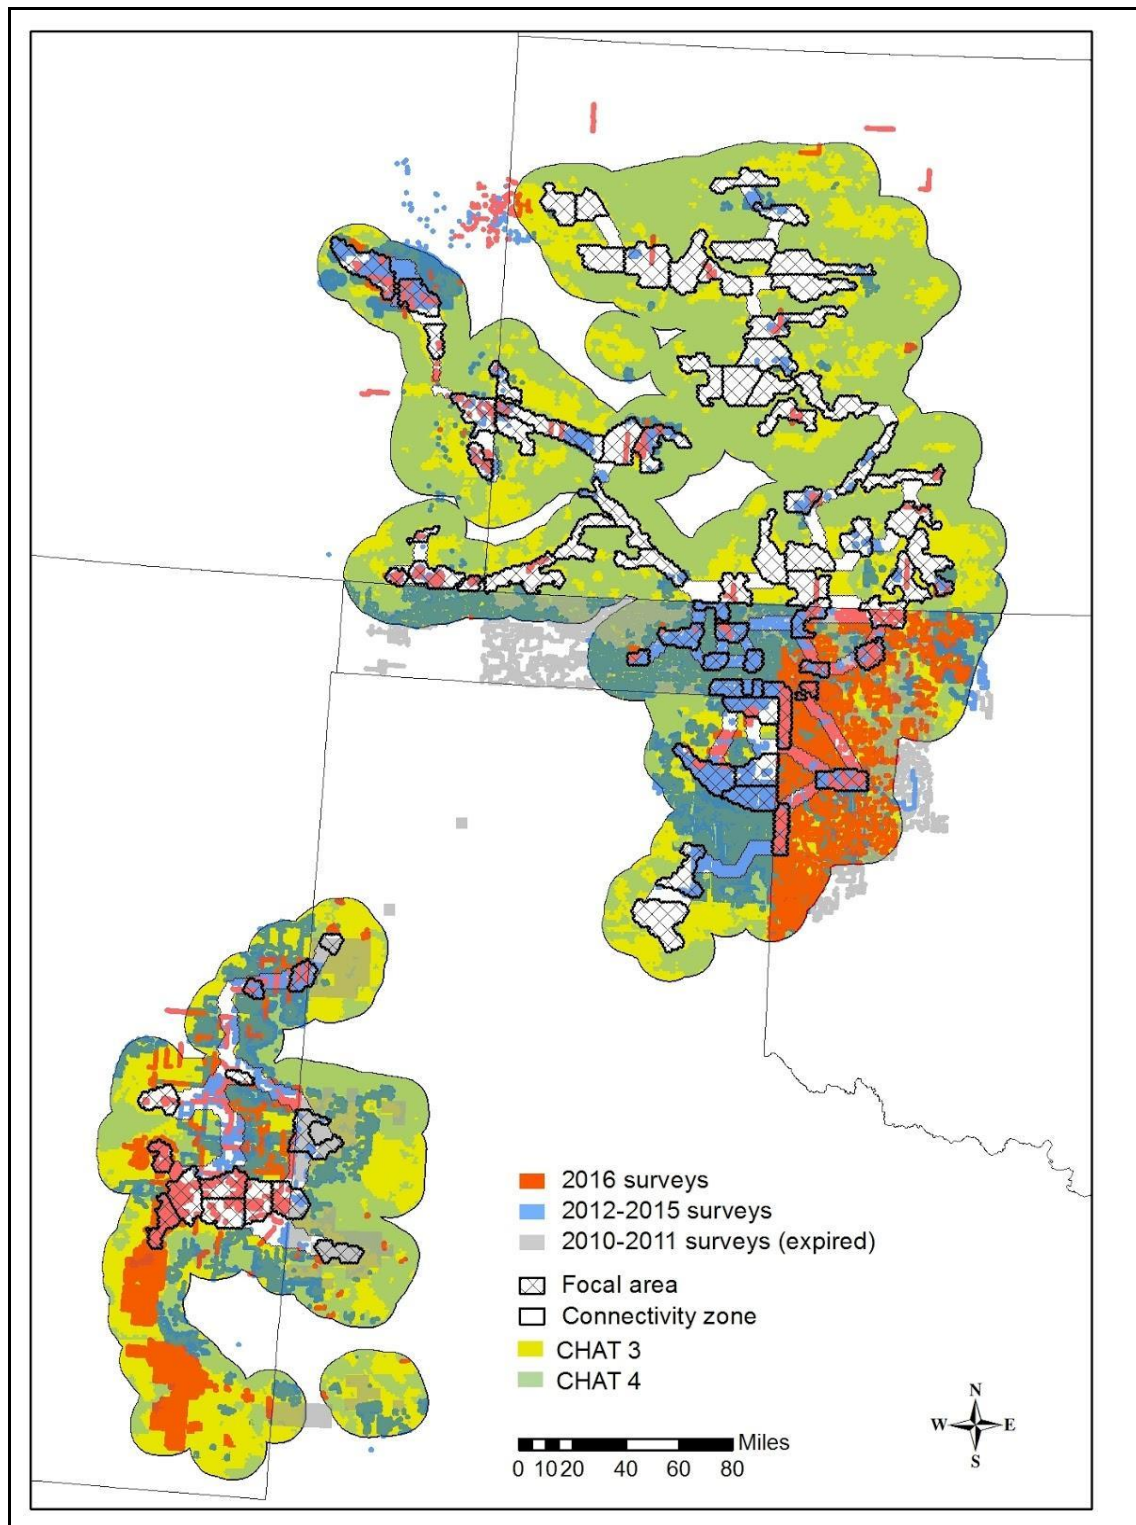 2016 surveys
2012-2015 surveys
2010-2011 surveys (expired)
Focal area
Connectivity zone
CHAT 3
CHAT 4
N
W E
S
Miles
0 10 20 40 60 80